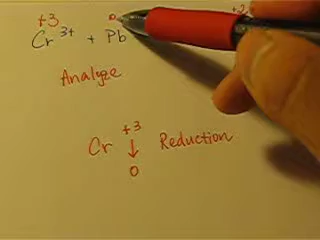 +3 0 +2
Cr³⁺ + Pb
Analyze
+3
Cr ↓ Reduction
0